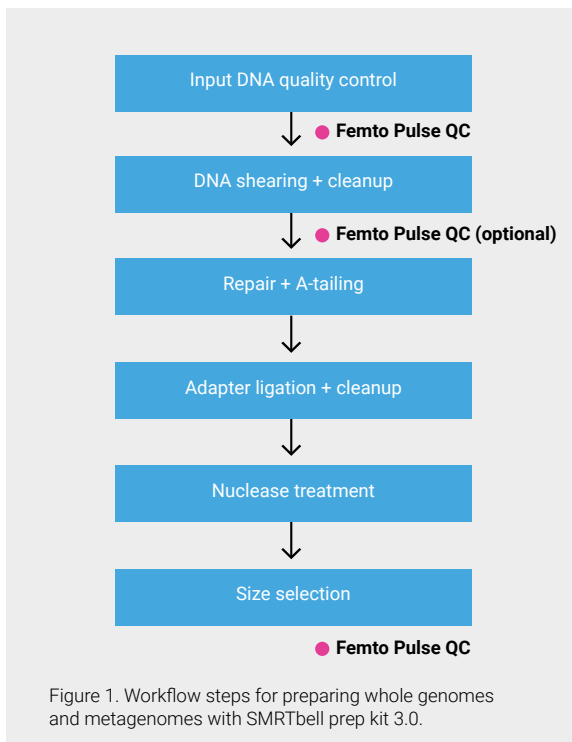 Input DNA quality control
Femto Pulse QC
DNA shearing + cleanup
Femto Pulse QC (optional)
Repair + A-tailing
Adapter ligation + cleanup
Nuclease treatment
Size selection
Femto Pulse QC
Figure 1. Workflow steps for preparing whole genomes
and metagenomes with SMRTbell prep kit 3.0.